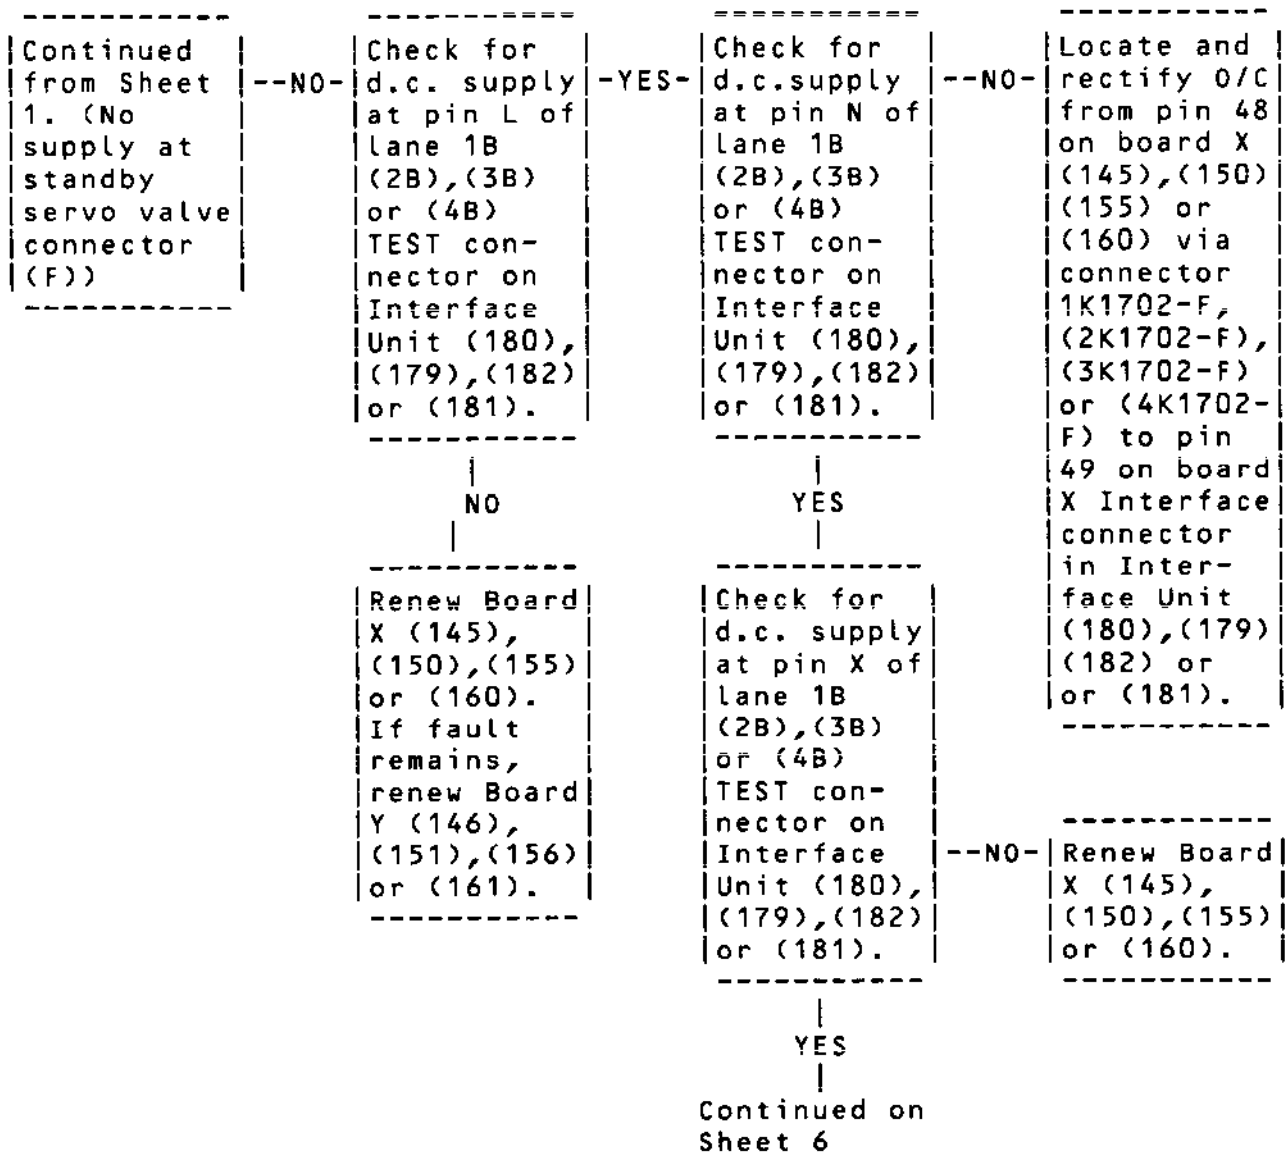 Continued
from Sheet
1. (No
supply at
standby
servo valve
connector
(F))
--NO-
Check for
d.c. supply
at pin L of
lane 1B
(2B),(3B)
or (4B)
TEST con-
nector on
Interface
Unit (180),
(179),(182)
or (181).
-YES-
Check for
d.c.supply
at pin N of
lane 1B
(2B),(3B)
or (4B)
TEST con-
nector on
Interface
Unit (180),
(179),(182)
or (181).
--NO-
Locate and
rectify O/C
from pin 48
on board X
(145),(150)
(155) or
(160) via
connector
1K1702-F,
(2K1702-F),
(3K1702-F)
or (4K1702-
F) to pin
49 on board
X Interface
connector
in Inter-
face Unit
(180),(179)
(182) or
or (181).
NO
YES
Renew Board
X (145),
(150),(155)
or (160).
If fault
remains,
renew Board
Y (146),
(151),(156)
or (161).
Check for
d.c. supply
at pin X of
lane 1B
(2B),(3B)
or (4B)
TEST con-
nector on
Interface
Unit (180),
(179),(182)
or (181).
--NO-
Renew Board
X (145),
(150),(155)
or (160).
YES
Continued on
Sheet 6